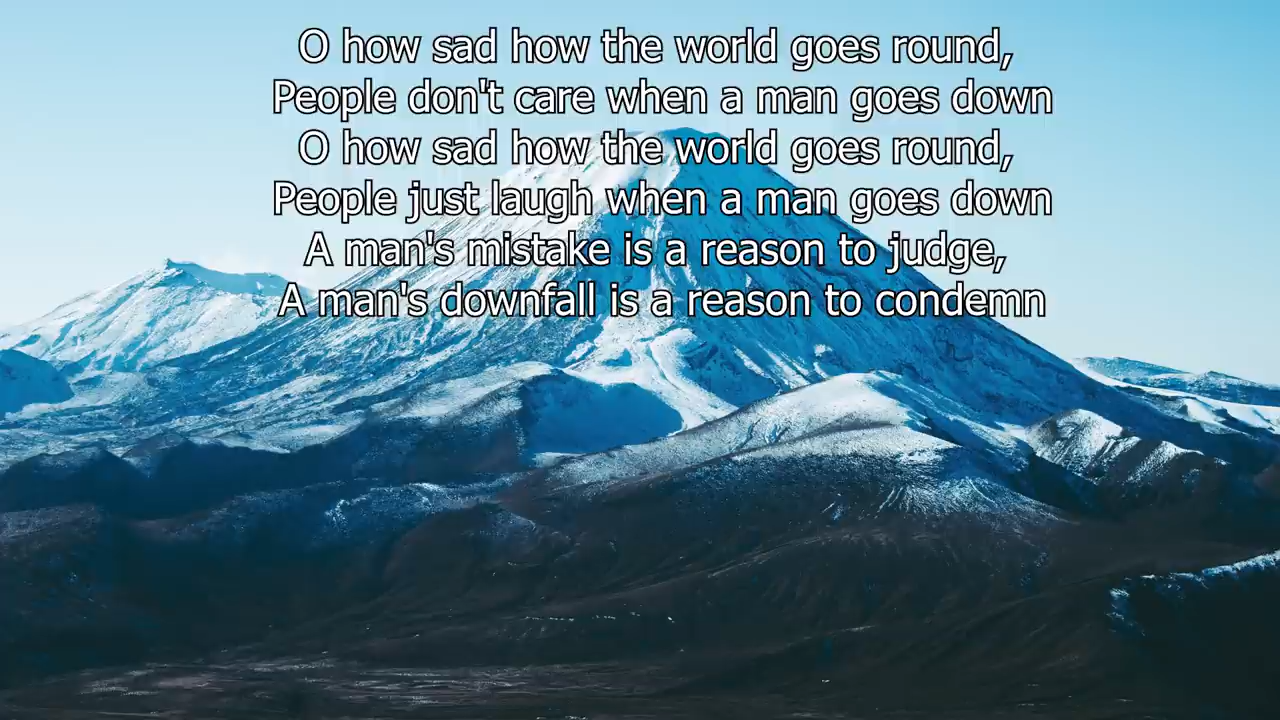 O how sad how the world goes round,
People don't care when a man goes down
O how sad how the world goes round,
People just laugh when a man goes down
A man's mistake is a reason to judge,
A man's downfall is a reason to condemn